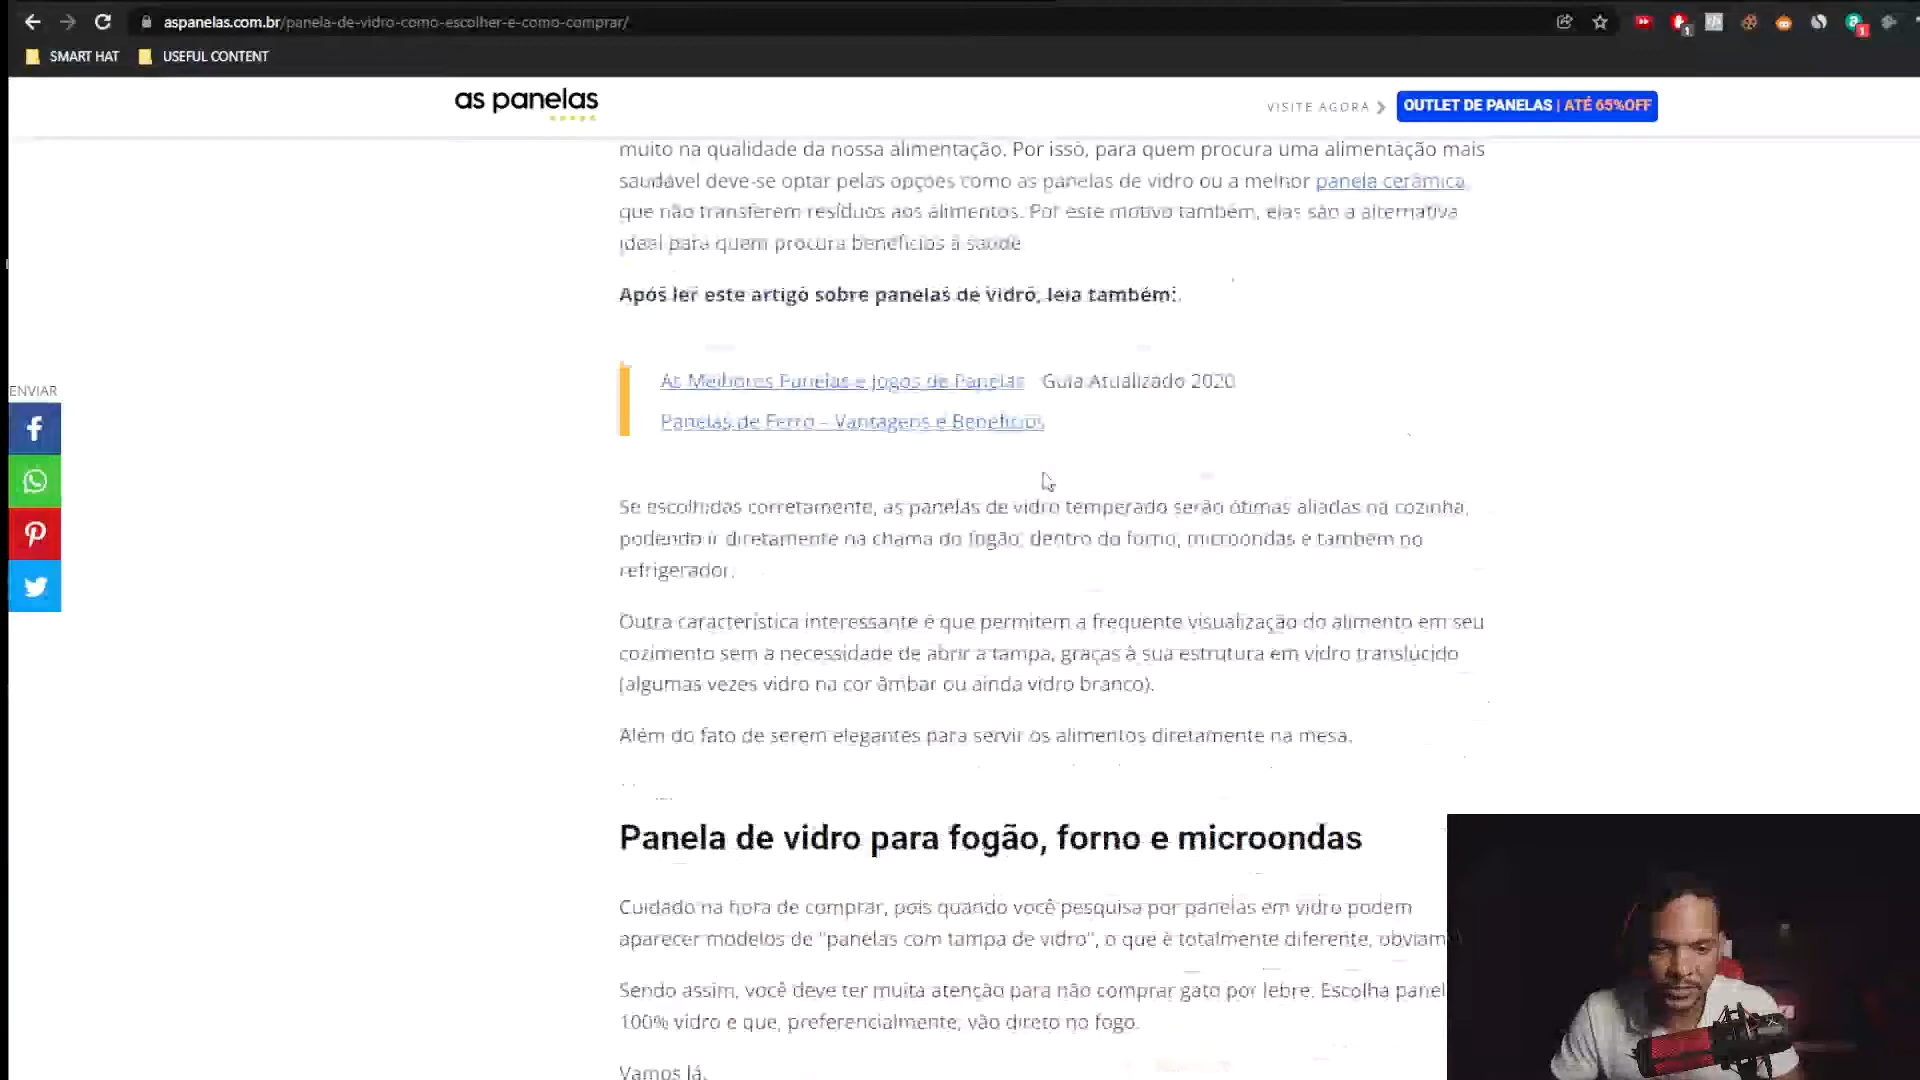 aspanelas.com.br/panela-de-vidro-como-escolher-e-como-comprar/
SMART HAT
USEFUL CONTENT
as panelas
VISITE AGORA
OUTLET DE PANELAS | ATÉ 65%OFF
muito na qualidade da nossa alimentação. Por isso, para quem procura uma alimentação mais
saudável deve-se optar pelas opções como as panelas de vidro ou a melhor panela cerâmica,
que não transferem resíduos aos alimentos. Por este motivo também, elas são a alternativa
ideal para quem procura benefícios à saúde
Após ler este artigo sobre panelas de vidro, leia também:
As Melhores Panelas e Jogos de Panelas Guia Atualizado 2020
Panelas de Ferro – Vantagens e Benefícios
ENVIAR
Se escolhidas corretamente, as panelas de vidro temperado serão ótimas aliadas na cozinha,
podendo ir diretamente na chama do fogão, dentro do forno, microondas e também no
refrigerador.
Outra característica interessante é que permitem a frequente visualização do alimento em seu
cozimento sem a necessidade de abrir a tampa, graças à sua estrutura em vidro translúcido
(algumas vezes vidro na cor âmbar ou ainda vidro branco).
Além do fato de serem elegantes para servir os alimentos diretamente na mesa.
Panela de vidro para fogão, forno e microondas
Cuidado na hora de comprar, pois quando você pesquisa por panelas em vidro podem
aparecer modelos de "panelas com tampa de vidro", o que é totalmente diferente, obviam
Sendo assim, você deve ter muita atenção para não comprar gato por lebre. Escolha panel
100% vidro e que, preferencialmente, vão direto no fogo.
Vamos lá.